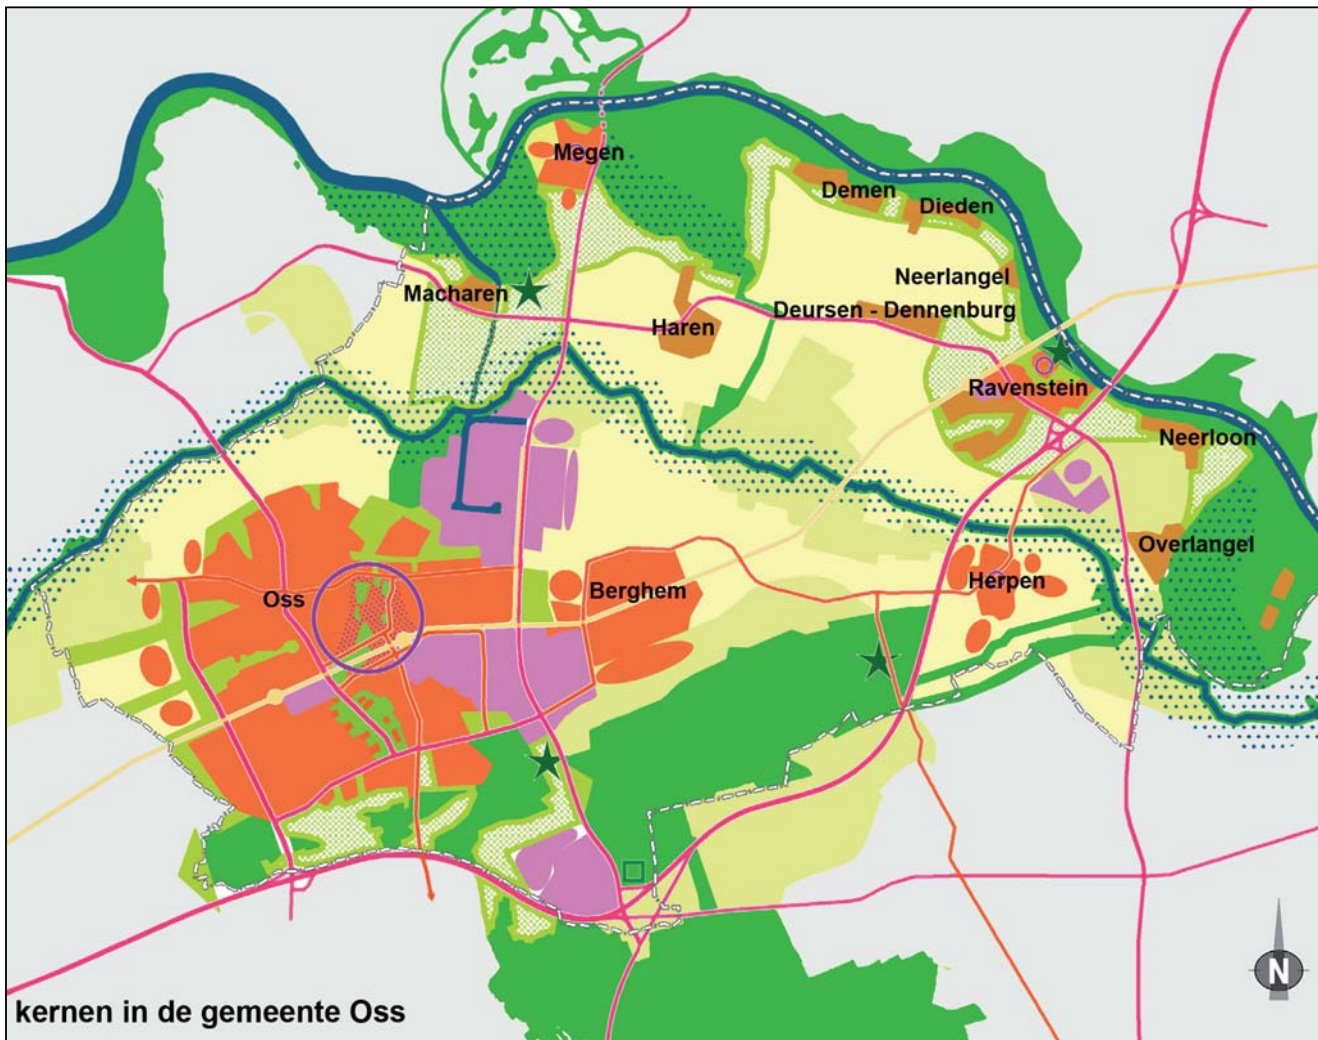 Megen
Demen
Dieden
Neerlangel
Macharen
Deursen - Dennenburg
Haren
Ravenstein
Neerloon
Overlangel
Herpen
Berghem
Oss
N
kernen in de gemeente Oss